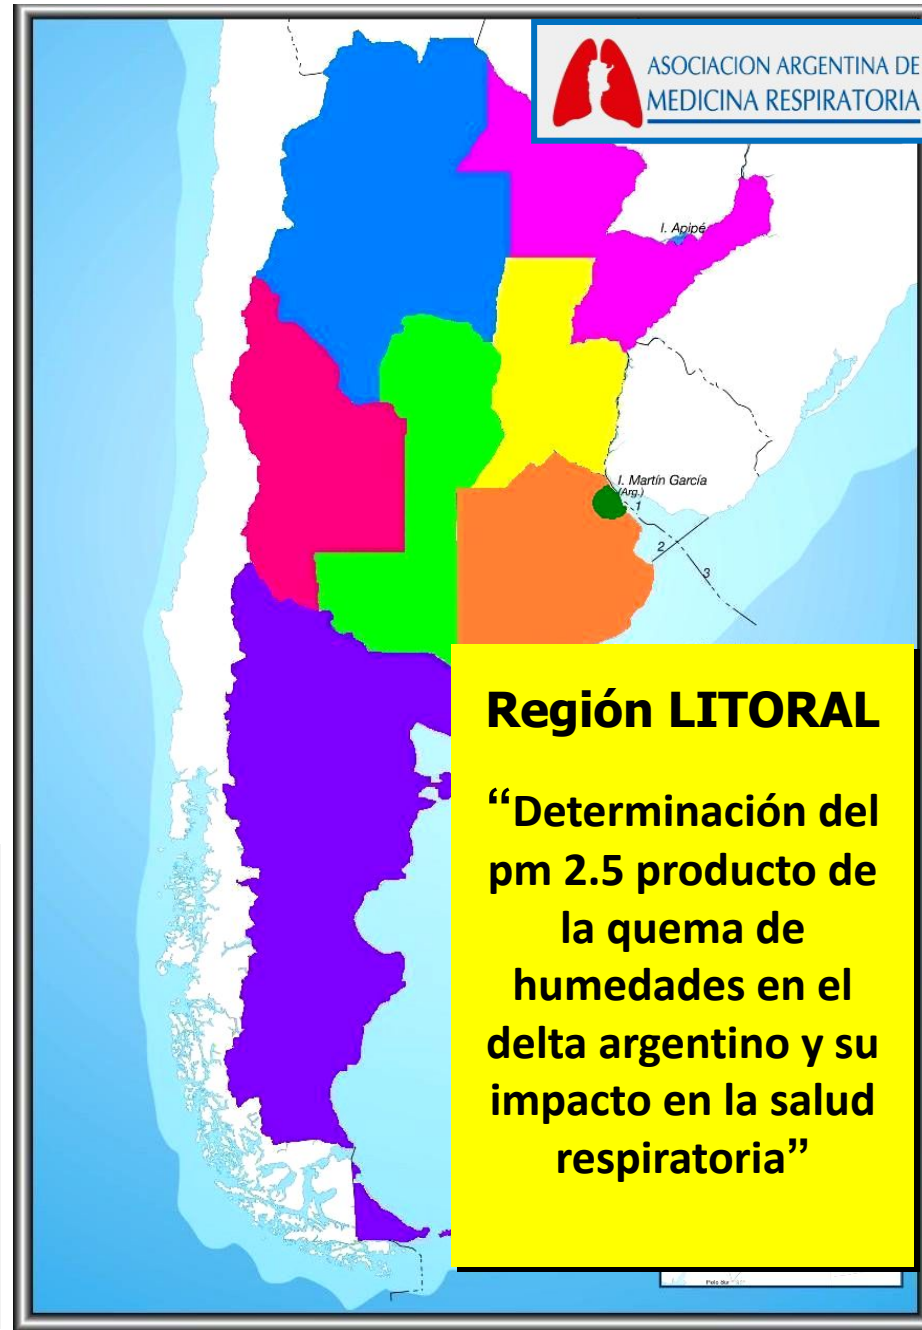 ASOCIACION ARGENTINA DE
MEDICINA RESPIRATORIA
I. Apipé
I. Martín García
(Arg.)
1
2
3
Región LITORAL
“Determinación del
pm 2.5 producto de
la quema de
humedades en el
delta argentino y su
impacto en la salud
respiratoria”